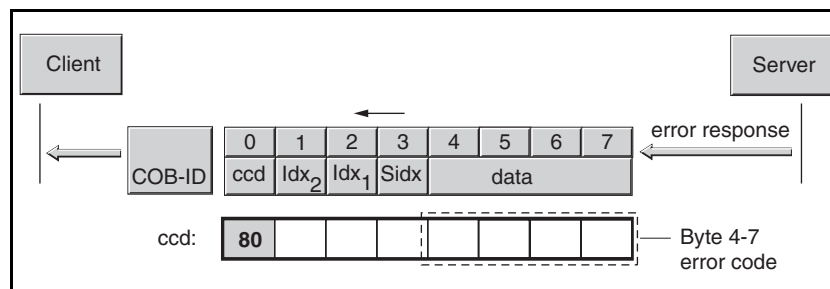 Client
Server
0 1 2 3 4 5 6 7
error response
COB-ID
ccd Idx2 Idx1 Sidx data
ccd:
80
Byte 4-7
error code